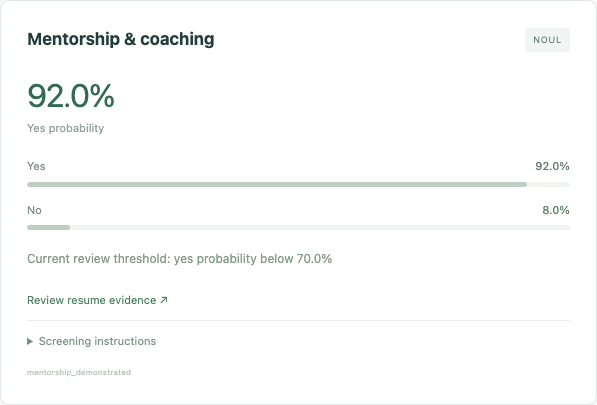 Mentorship & coaching
NOUL
92.0%
Yes probability
Yes 92.0%
No 8.0%
Current review threshold: yes probability below 70.0%
Review resume evidence ↗
▶ Screening instructions
mentorship_demonstrated